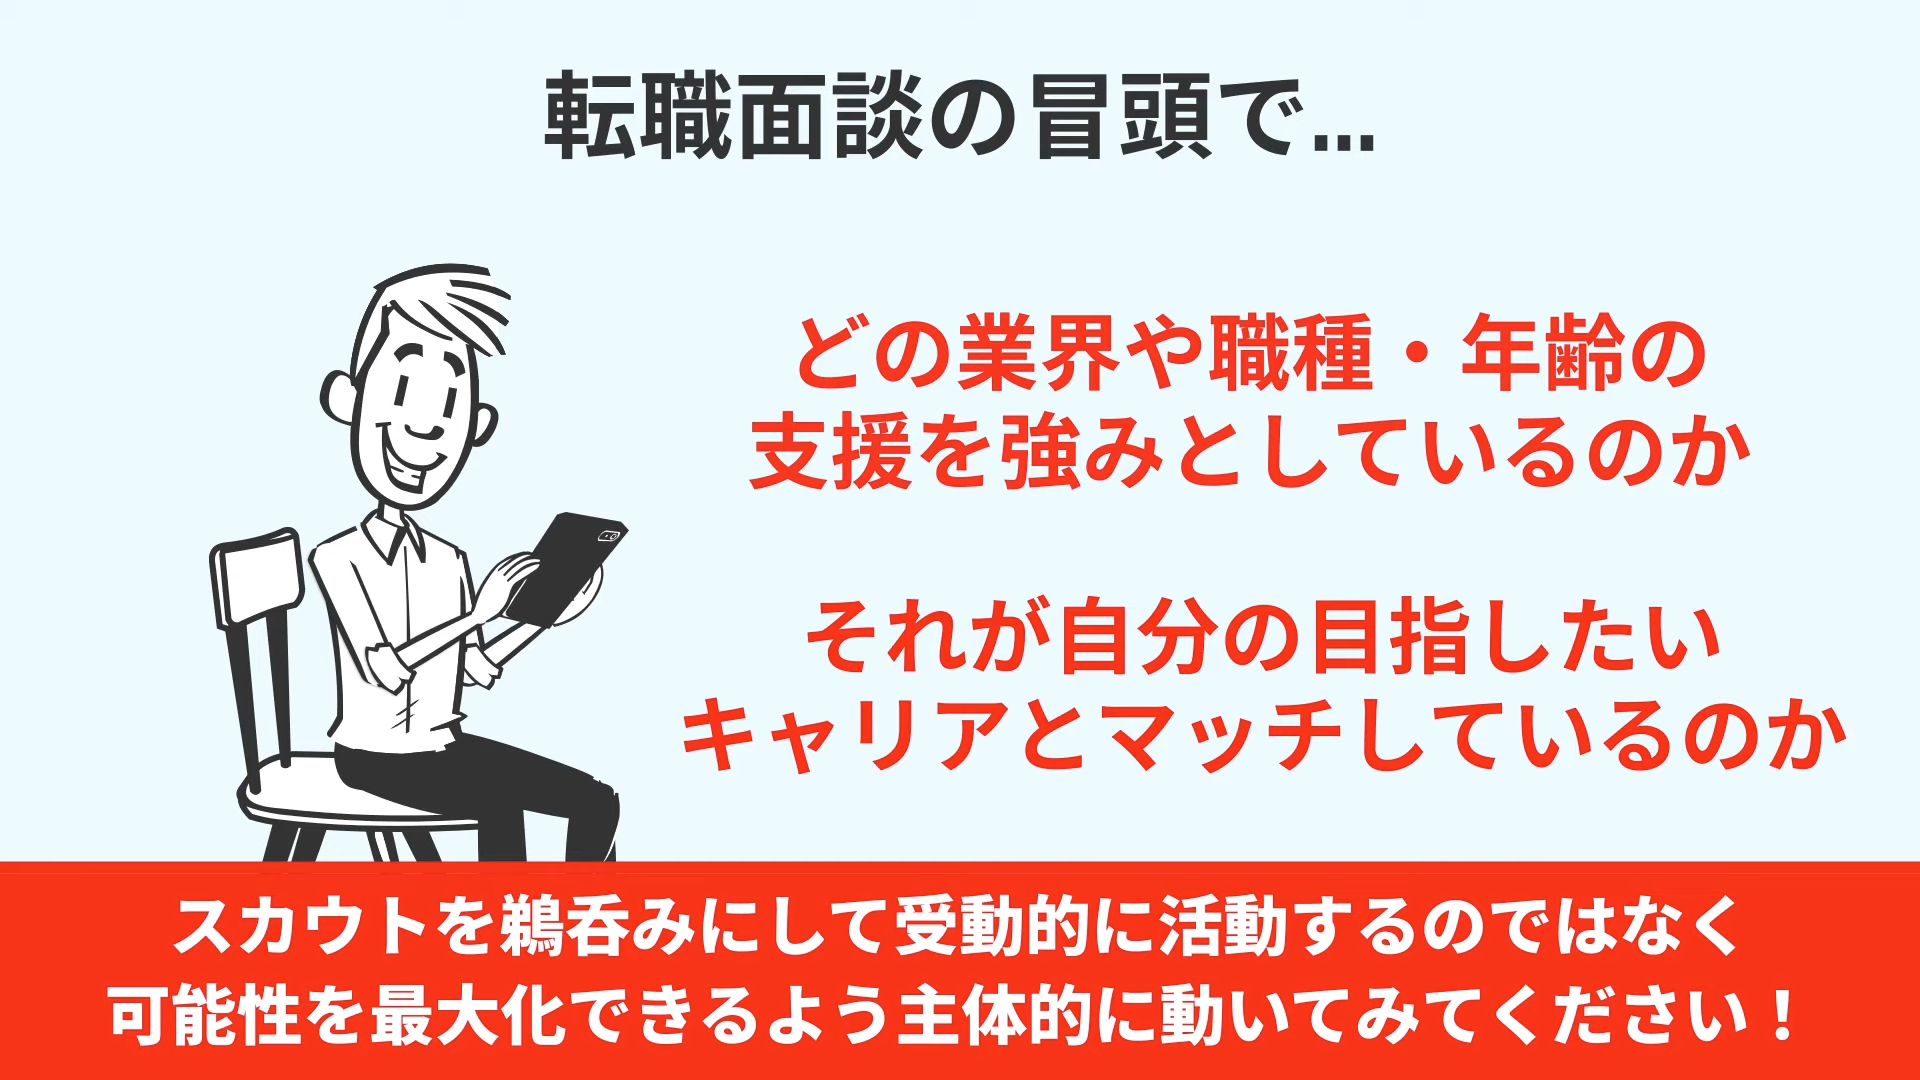 転職面談の冒頭で...
どの業界や職種・年齢の
支援を強みとしているのか
それが自分の目指したい
キャリアとマッチしているのか
スカウトを鵜呑みにして受動的に活動するのではなく
可能性を最大化できるよう主体的に動いてみてください！